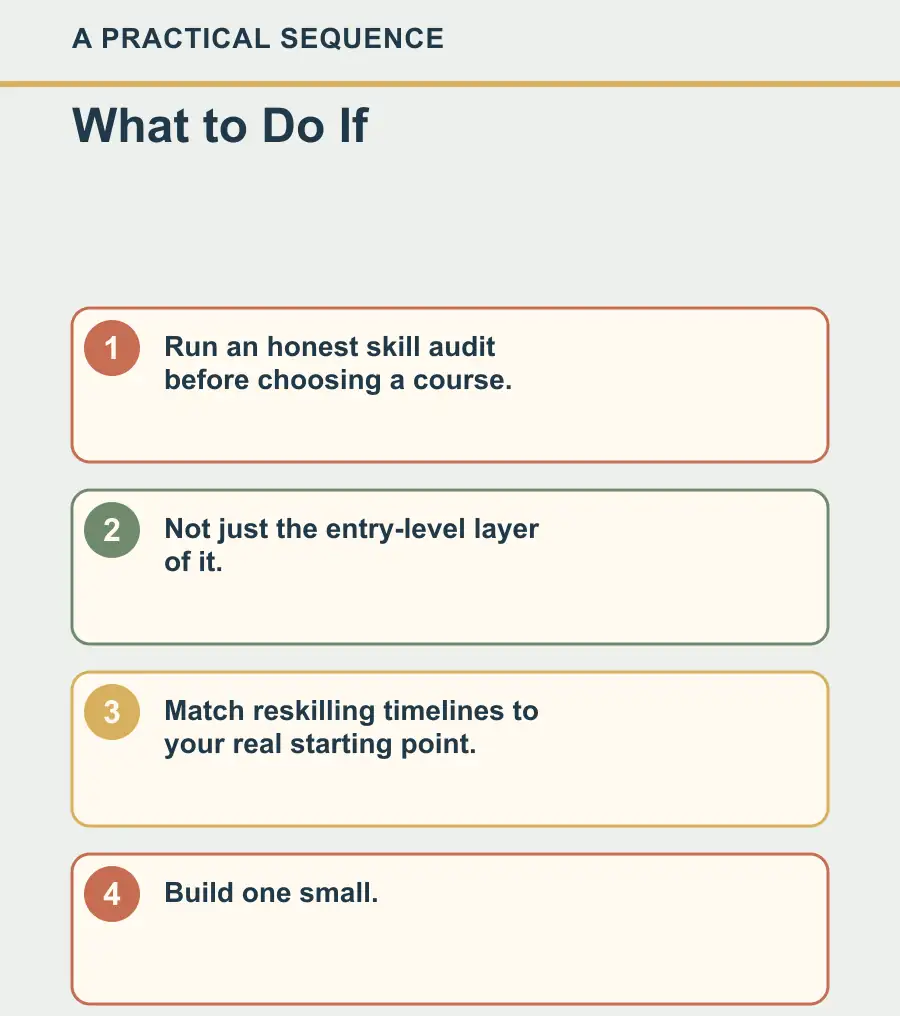 A PRACTICAL SEQUENCE
What to Do If
1
Run an honest skill audit
before choosing a course.
2
Not just the entry-level layer
of it.
3
Match reskilling timelines to
your real starting point.
4
Build one small.